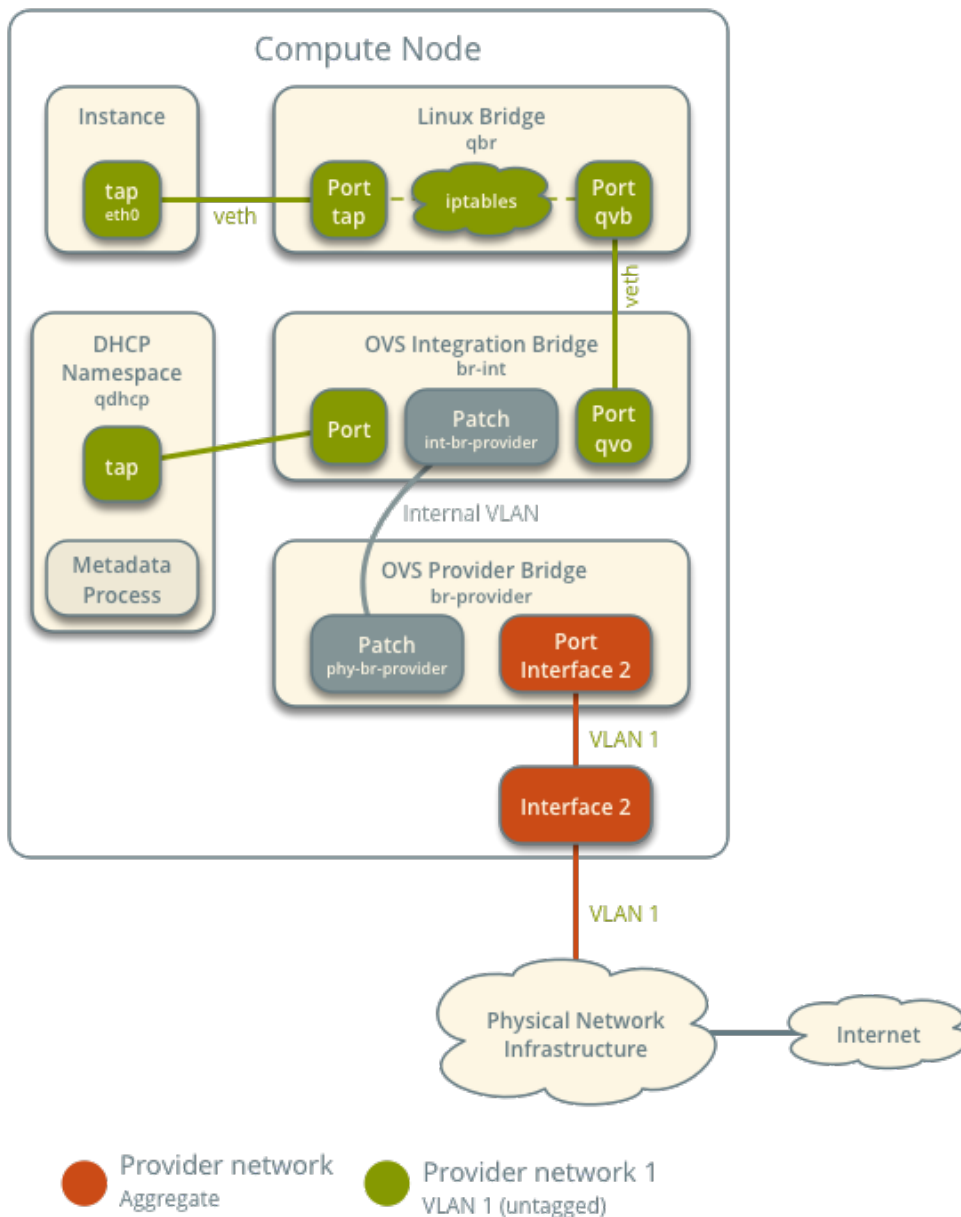 Compute Node
Instance
tap
eth0
veth
Linux Bridge
qbr
Port
tap
iptables
Port
qvb
veth
DHCP
Namespace
qdhcp
tap
Metadata
Process
OVS Integration Bridge
br-int
Port
Patch
int-br-provider
Port
qvo
Internal VLAN
OVS Provider Bridge
br-provider
Patch
phy-br-provider
Port
Interface 2
VLAN 1
Interface 2
VLAN 1
Physical Network
Infrastructure
Internet
Provider network
Aggregate
Provider network 1
VLAN 1 (untagged)